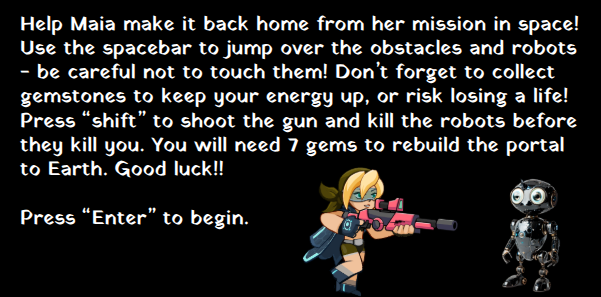 Help Maia make it back home from her mission in space!
Use the spacebar to jump over the obstacles and robots
- be careful not to touch them! Don't forget to collect
gemstones to keep your energy up, or risk losing a life!
Press “shift” to shoot the gun and kill the robots before
they kill you. You will need 7 gems to rebuild the portal
to Earth. Good luck!!
Press “Enter” to begin.